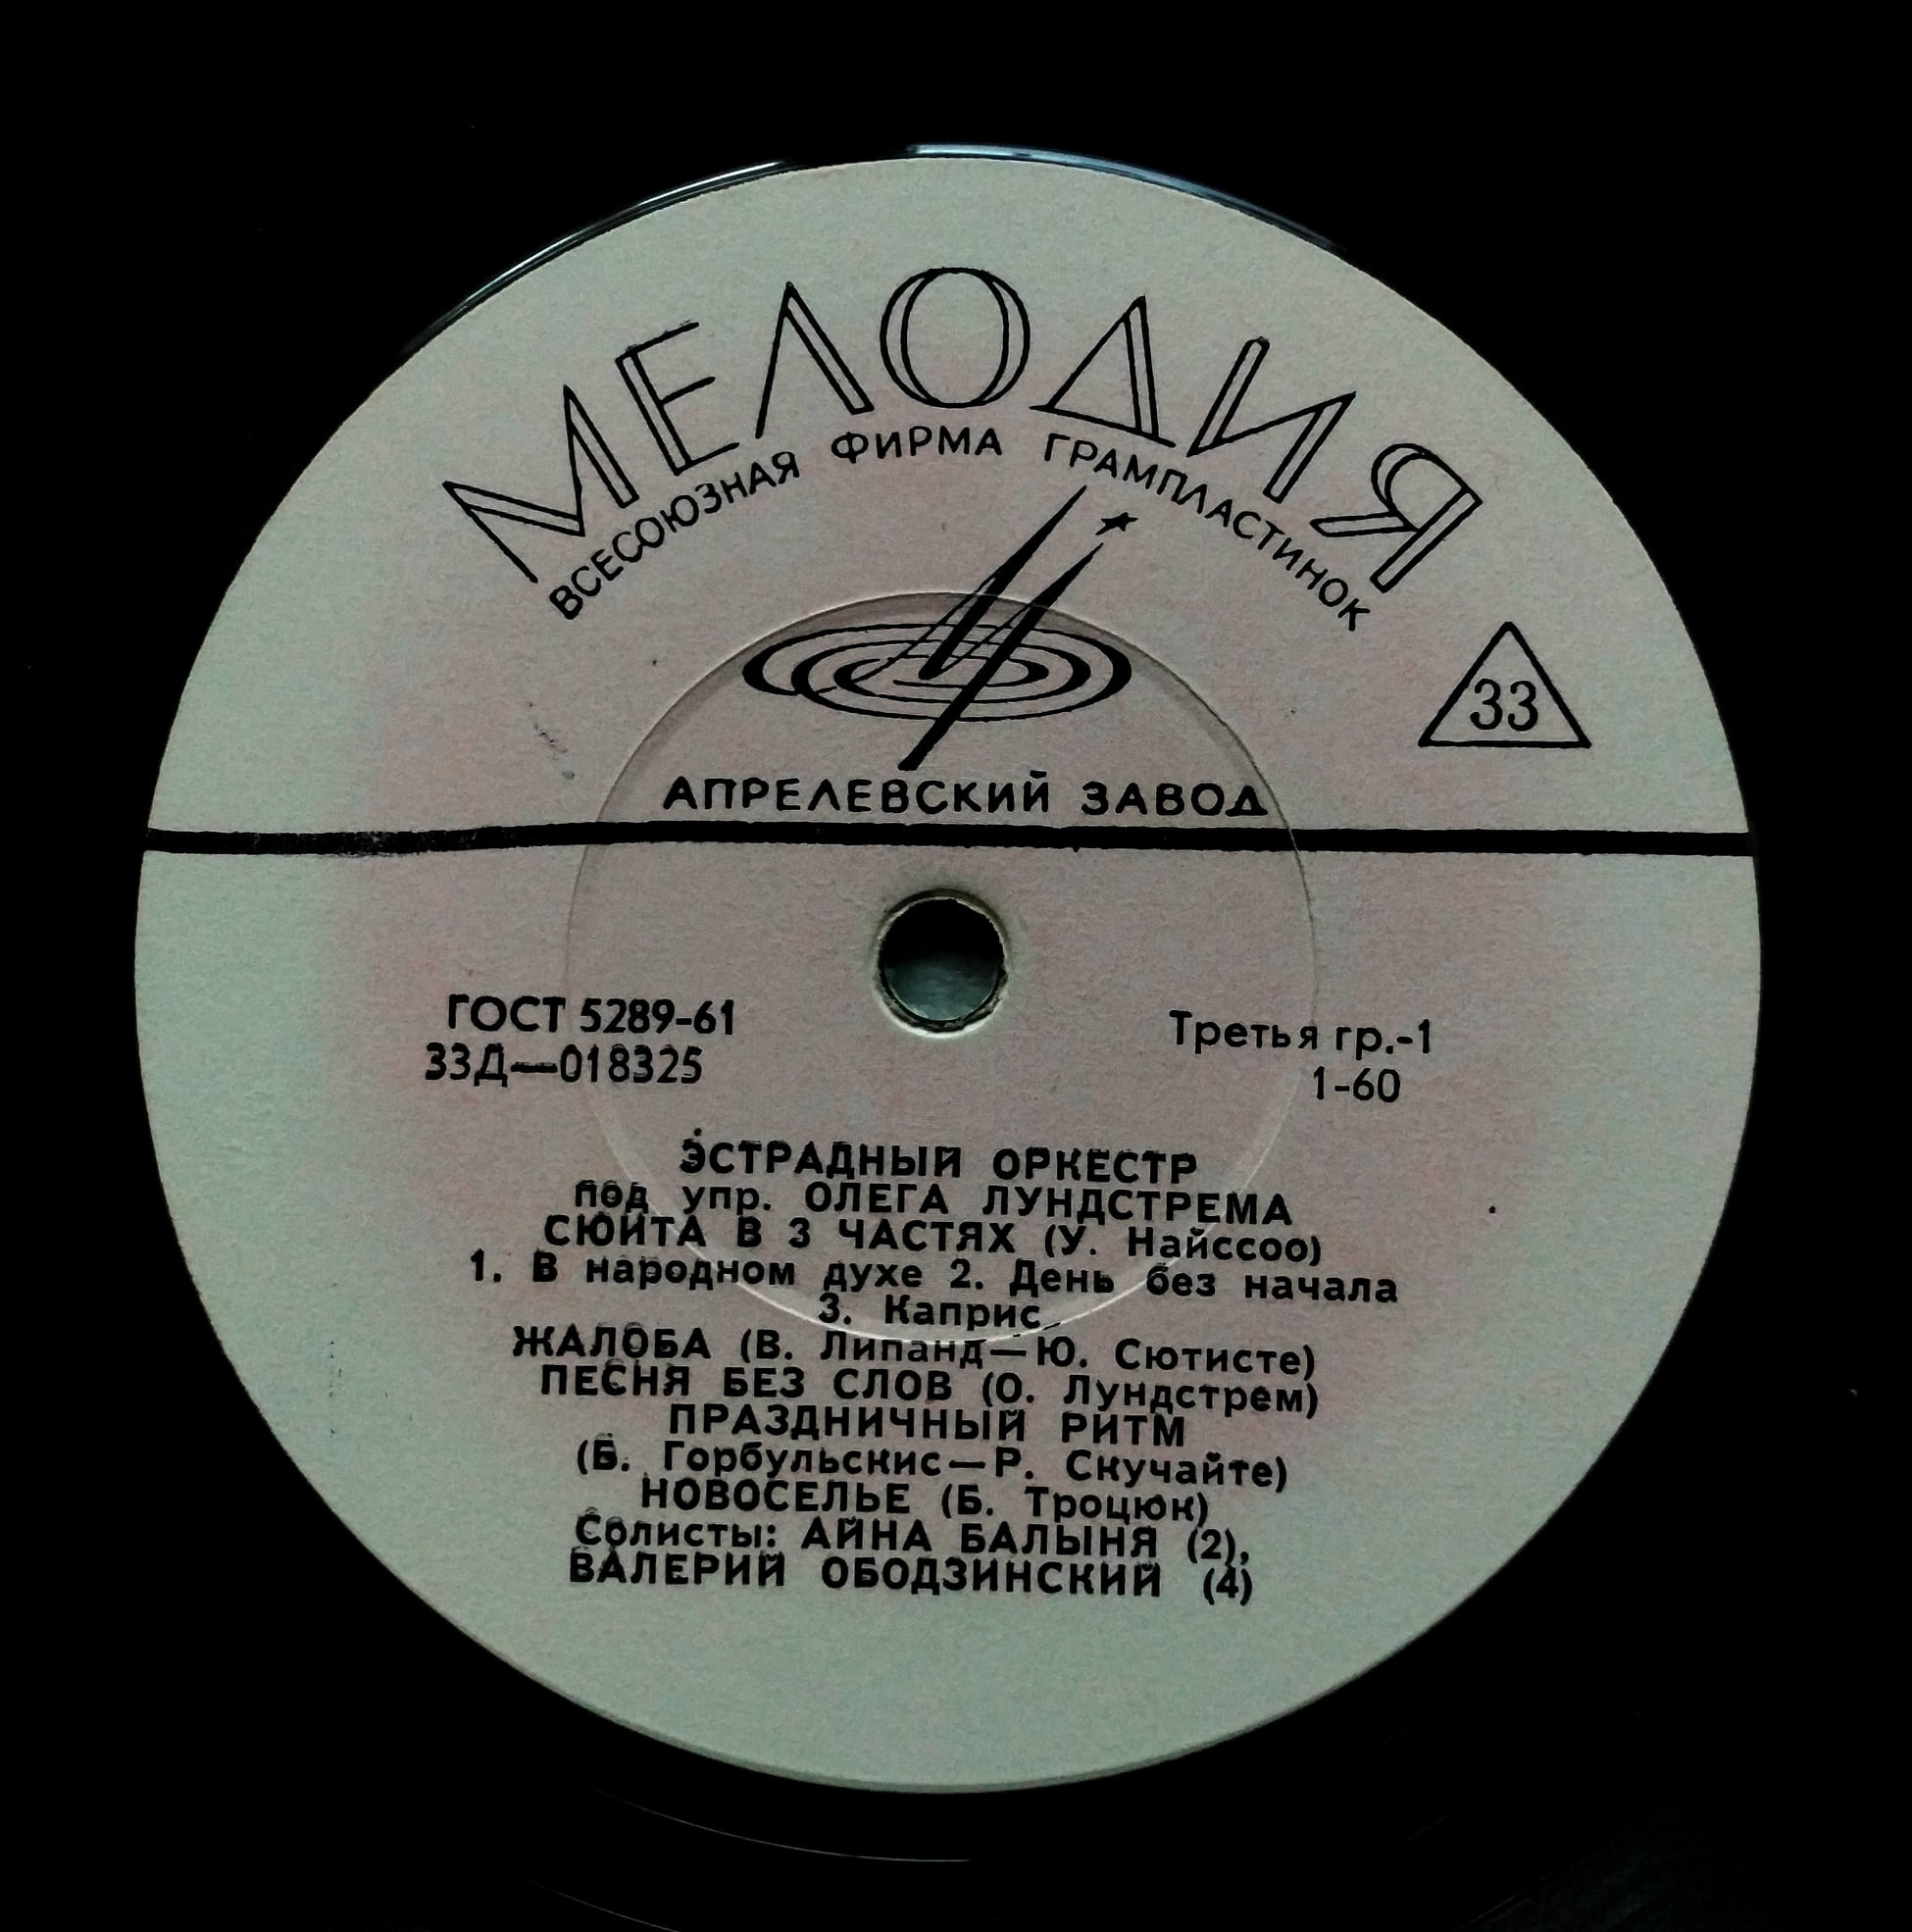 МЕЛОДИЯ
ВСЕСОЮЗНАЯ ФИРМА ГРАМПЛАСТИНОК
33
АПРЕЛЕВСКИЙ ЗАВОД
ГОСТ 5289-61
33Д—018325
Третья гр.-1
1-60
ЭСТРАДНЫЙ ОРКЕСТР
под упр. ОЛЕГА ЛУНДСТРЕМА
СЮИТА В 3 ЧАСТЯХ (У. Найссоо)
1. В народном духе 2. День без начала
3. Каприс
ЖАЛОБА (В. Липанд—Ю. Сютисте)
ПЕСНЯ БЕЗ СЛОВ (О. Лундстрем)
ПРАЗДНИЧНЫЙ РИТМ
(Б. Горбульскис—Р. Скучайте)
НОВОСЕЛЬЕ (Б. Троцюк)
Солисты: АЙНА БАЛЫНЯ (2),
ВАЛЕРИЙ ОБОДЗИНСКИЙ (4)